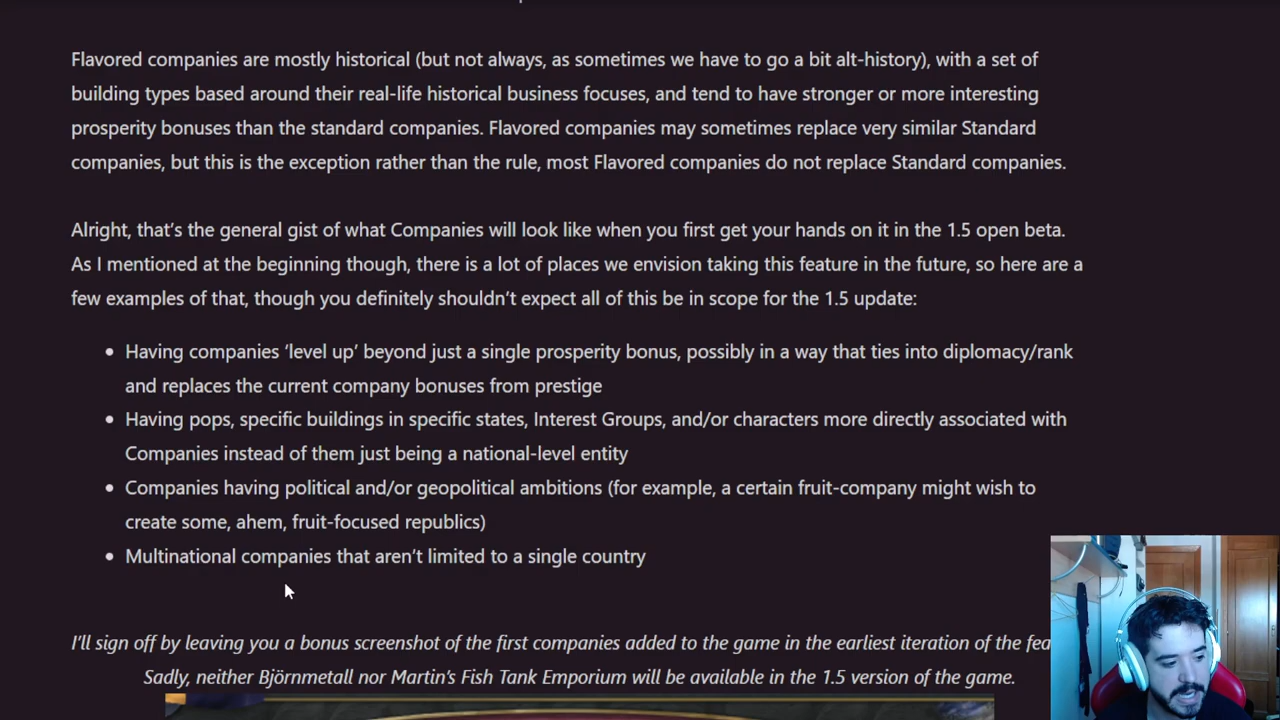 Flavored companies are mostly historical (but not always, as sometimes we have to go a bit alt-history), with a set of
building types based around their real-life historical business focuses, and tend to have stronger or more interesting
prosperity bonuses than the standard companies. Flavored companies may sometimes replace very similar Standard
companies, but this is the exception rather than the rule, most Flavored companies do not replace Standard companies.
Alright, that’s the general gist of what Companies will look like when you first get your hands on it in the 1.5 open beta.
As I mentioned at the beginning though, there is a lot of places we envision taking this feature in the future, so here are a
few examples of that, though you definitely shouldn’t expect all of this be in scope for the 1.5 update:
• Having companies ‘level up’ beyond just a single prosperity bonus, possibly in a way that ties into diplomacy/rank
and replaces the current company bonuses from prestige
• Having pops, specific buildings in specific states, Interest Groups, and/or characters more directly associated with
Companies instead of them just being a national-level entity
• Companies having political and/or geopolitical ambitions (for example, a certain fruit-company might wish to
create some, ahem, fruit-focused republics)
• Multinational companies that aren’t limited to a single country
I’ll sign off by leaving you a bonus screenshot of the first companies added to the game in the earliest iteration of the
Sadly, neither Björnmetall nor Martin’s Fish Tank Emporium will be available in the 1.5 version of the game.